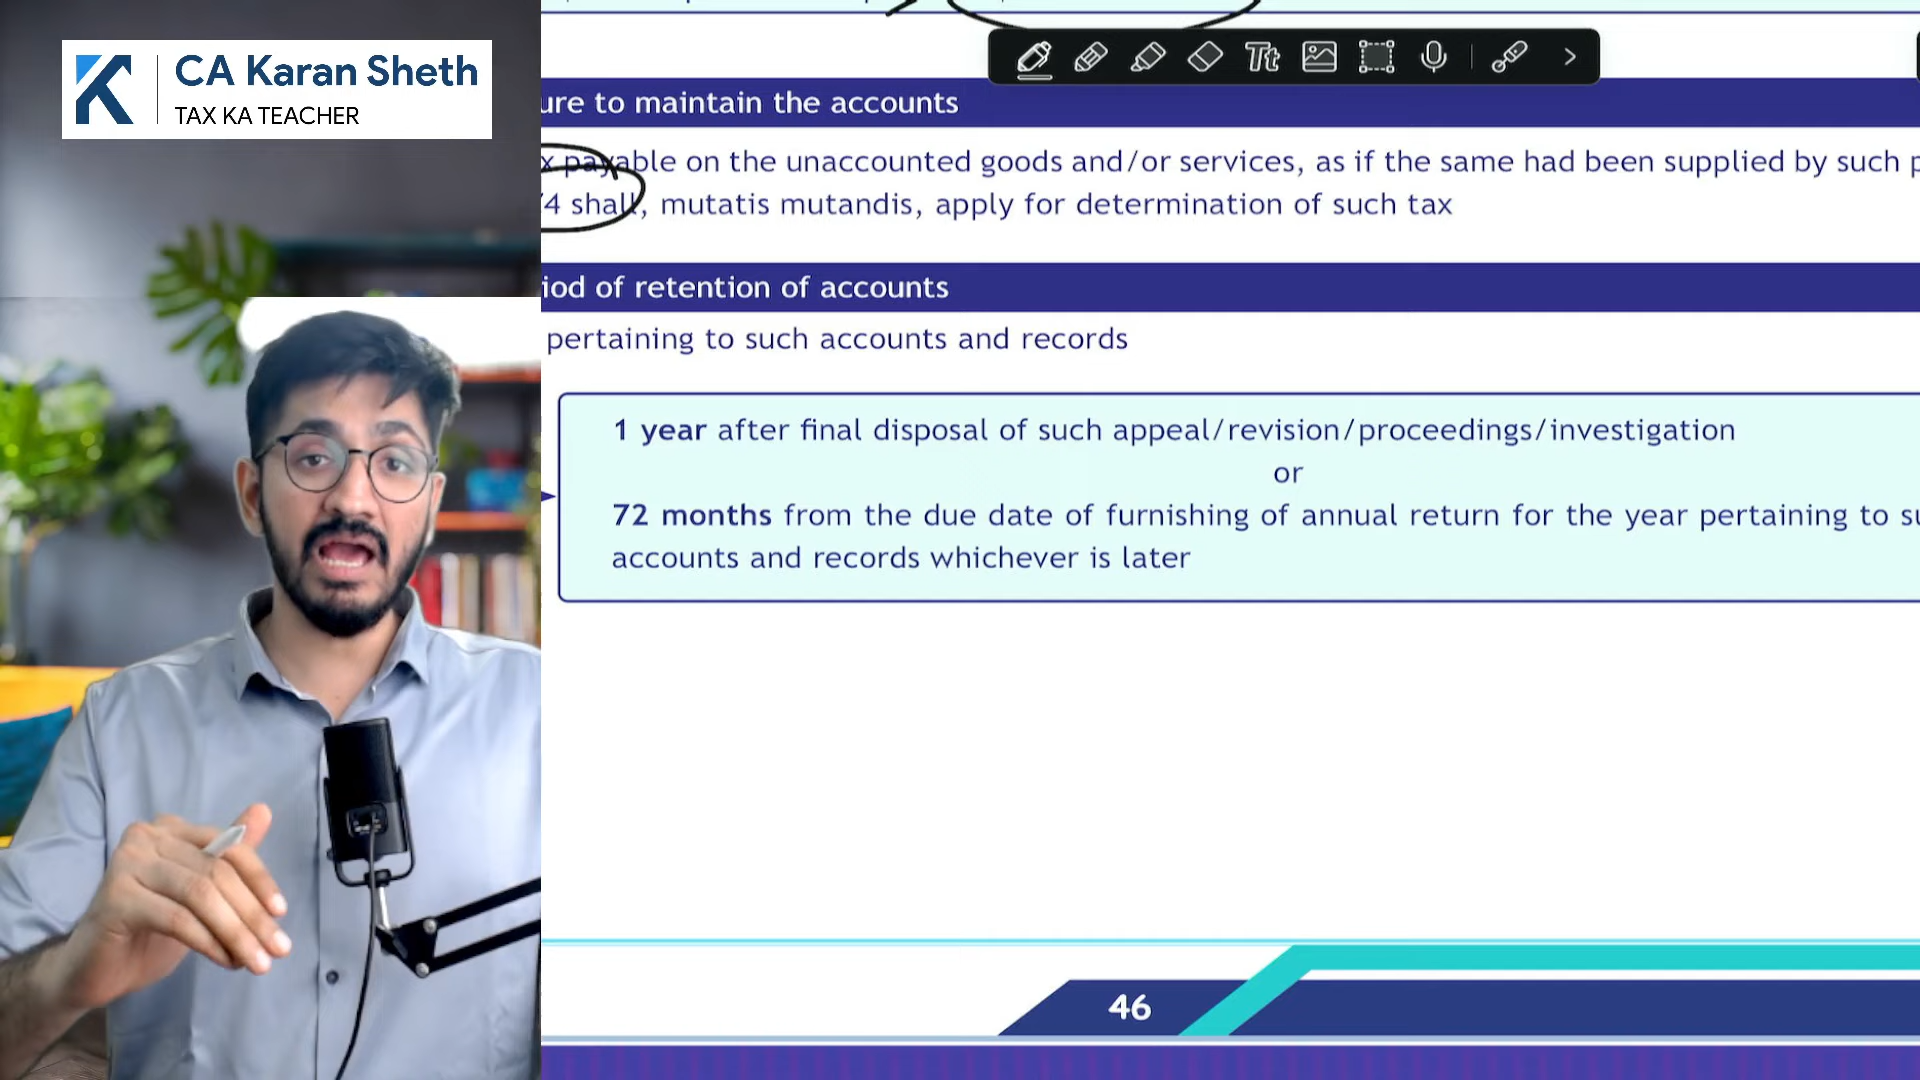 CA Karan Sheth
TAX KA TEACHER
Tt
ure to maintain the accounts
x payable on the unaccounted goods and/or services, as if the same had been supplied by such p
74 shall, mutatis mutandis, apply for determination of such tax
iod of retention of accounts
pertaining to such accounts and records
1 year after final disposal of such appeal/revision/proceedings/investigation
or
72 months from the due date of furnishing of annual return for the year pertaining to su
accounts and records whichever is later
46